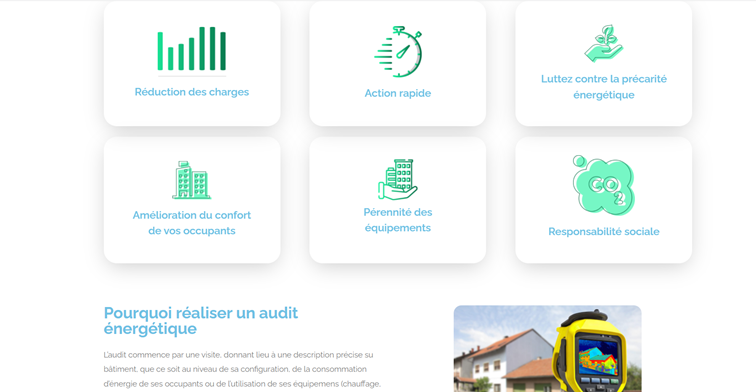 Réduction des charges
Action rapide
Luttez contre la précarité
énergétique
Amélioration du confort
de vos occupants
Pérennité des
équipements
CO2
Responsabilité sociale
Pourquoi réaliser un audit
énergétique
L'audit commence par une visite, donnant lieu à une description précise su
bâtiment, que ce soit au niveau de sa configuration, de la consommation
d'énergie de ses occupants ou de l'utilisation de ses équipemens (chauffage,